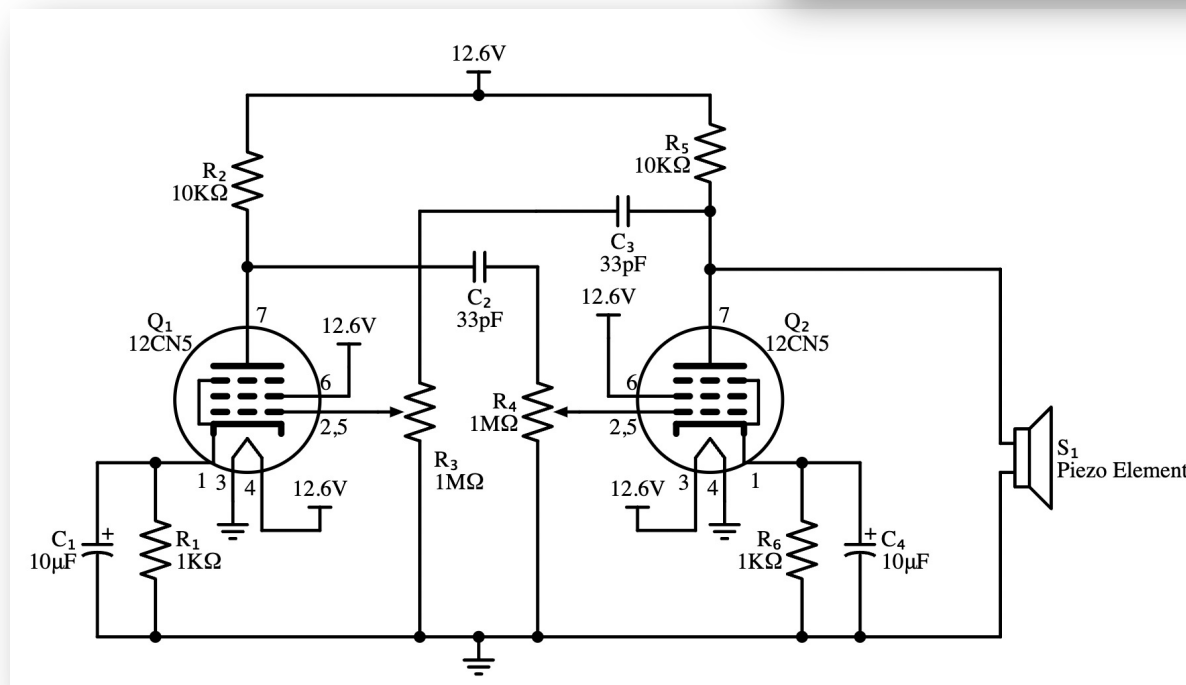 12.6V
R₂
10KΩ
R₅
10KΩ
C₃
33pF
C₂
33pF
12.6V
Q₁
12CN5
7
12.6V
6
2,5
R₃
1MΩ
R₄
1MΩ
7
Q₂
12CN5
6
2,5
1 3 4
12.6V
12.6V
3 4 1
S₁
Piezo Element
C₁
10μF
+
R₁
1KΩ
R₆
1KΩ
+
C₄
10μF